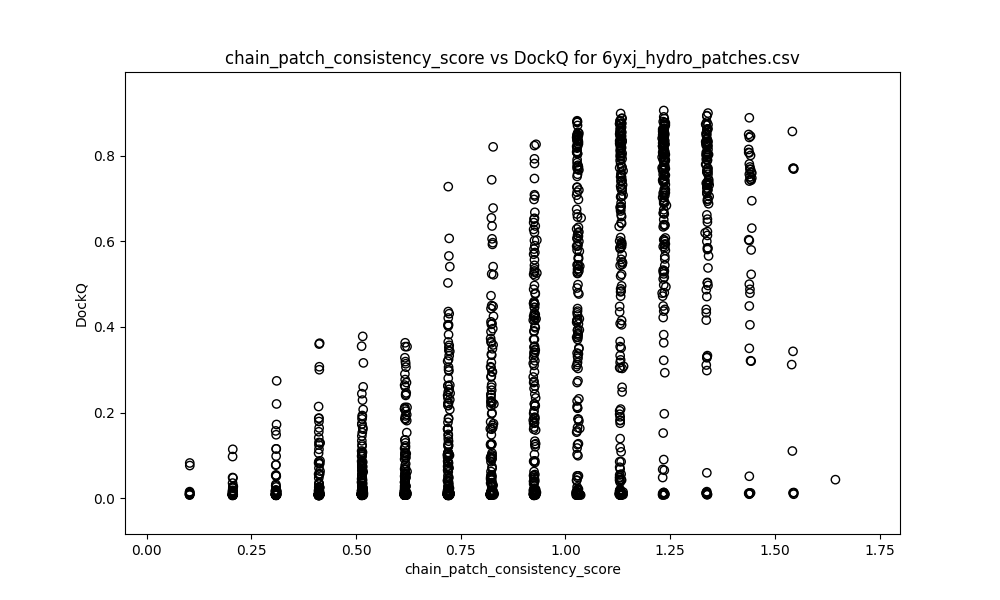 chain_patch_consistency_score vs DockQ for 6yxj_hydro_patches.csv
DockQ
0.8
0.6
0.4
0.2
0.0
0.00 0.25 0.50 0.75 1.00 1.25 1.50 1.75
chain_patch_consistency_score